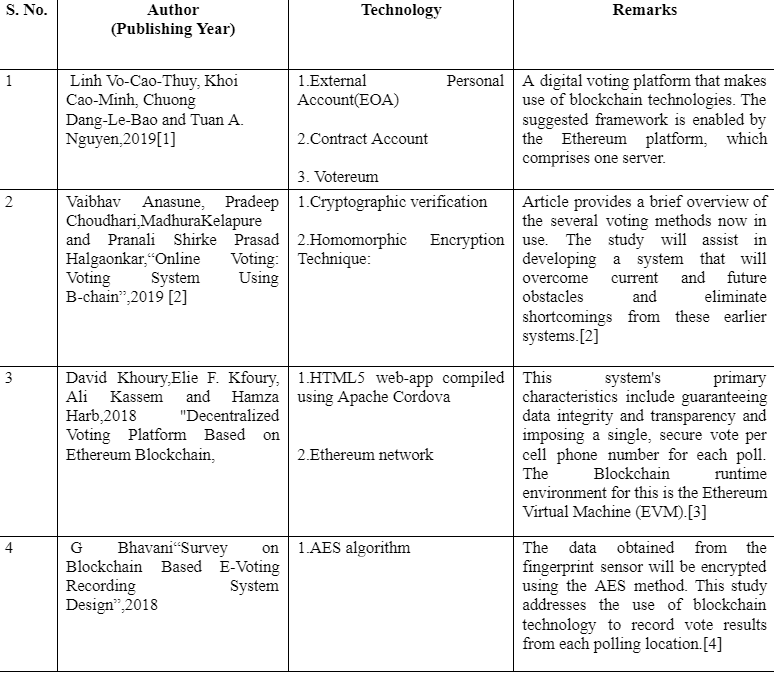 S. No.
Author
(Publishing Year)
Technology
Remarks
1
Linh Vo-Cao-Thuy, Khoi
Cao-Minh, Chuong
Dang-Le-Bao and Tuan A.
Nguyen,2019[1]
1.External Personal
Account(EOA)
2.Contract Account
3. Votereum
A digital voting platform that makes
use of blockchain technologies. The
suggested framework is enabled by
the Ethereum platform, which
comprises one server.
2
Vaibhav Anasune, Pradeep
Choudhari,MadhuraKelapure
and Pranali Shirke Prasad
Halgaonkar,“Online Voting:
Voting System Using
B-chain”,2019 [2]
1.Cryptographic verification
2.Homomorphic Encryption
Technique:
Article provides a brief overview of
the several voting methods now in
use. The study will assist in
developing a system that will
overcome current and future
obstacles and eliminate
shortcomings from these earlier
systems.[2]
3
David Khoury,Elie F. Kfoury,
Ali Kassem and Hamza
Harb,2018 "Decentralized
Voting Platform Based on
Ethereum Blockchain,
1.HTML5 web-app compiled
using Apache Cordova
2.Ethereum network
This system's primary
characteristics include guaranteeing
data integrity and transparency and
imposing a single, secure vote per
cell phone number for each poll.
The Blockchain runtime
environment for this is the Ethereum
Virtual Machine (EVM).[3]
4
G Bhavani“Survey on
Blockchain Based E-Voting
Recording System
Design”,2018
1.AES algorithm
The data obtained from the
fingerprint sensor will be encrypted
using the AES method. This study
addresses the use of blockchain
technology to record vote results
from each polling location.[4]